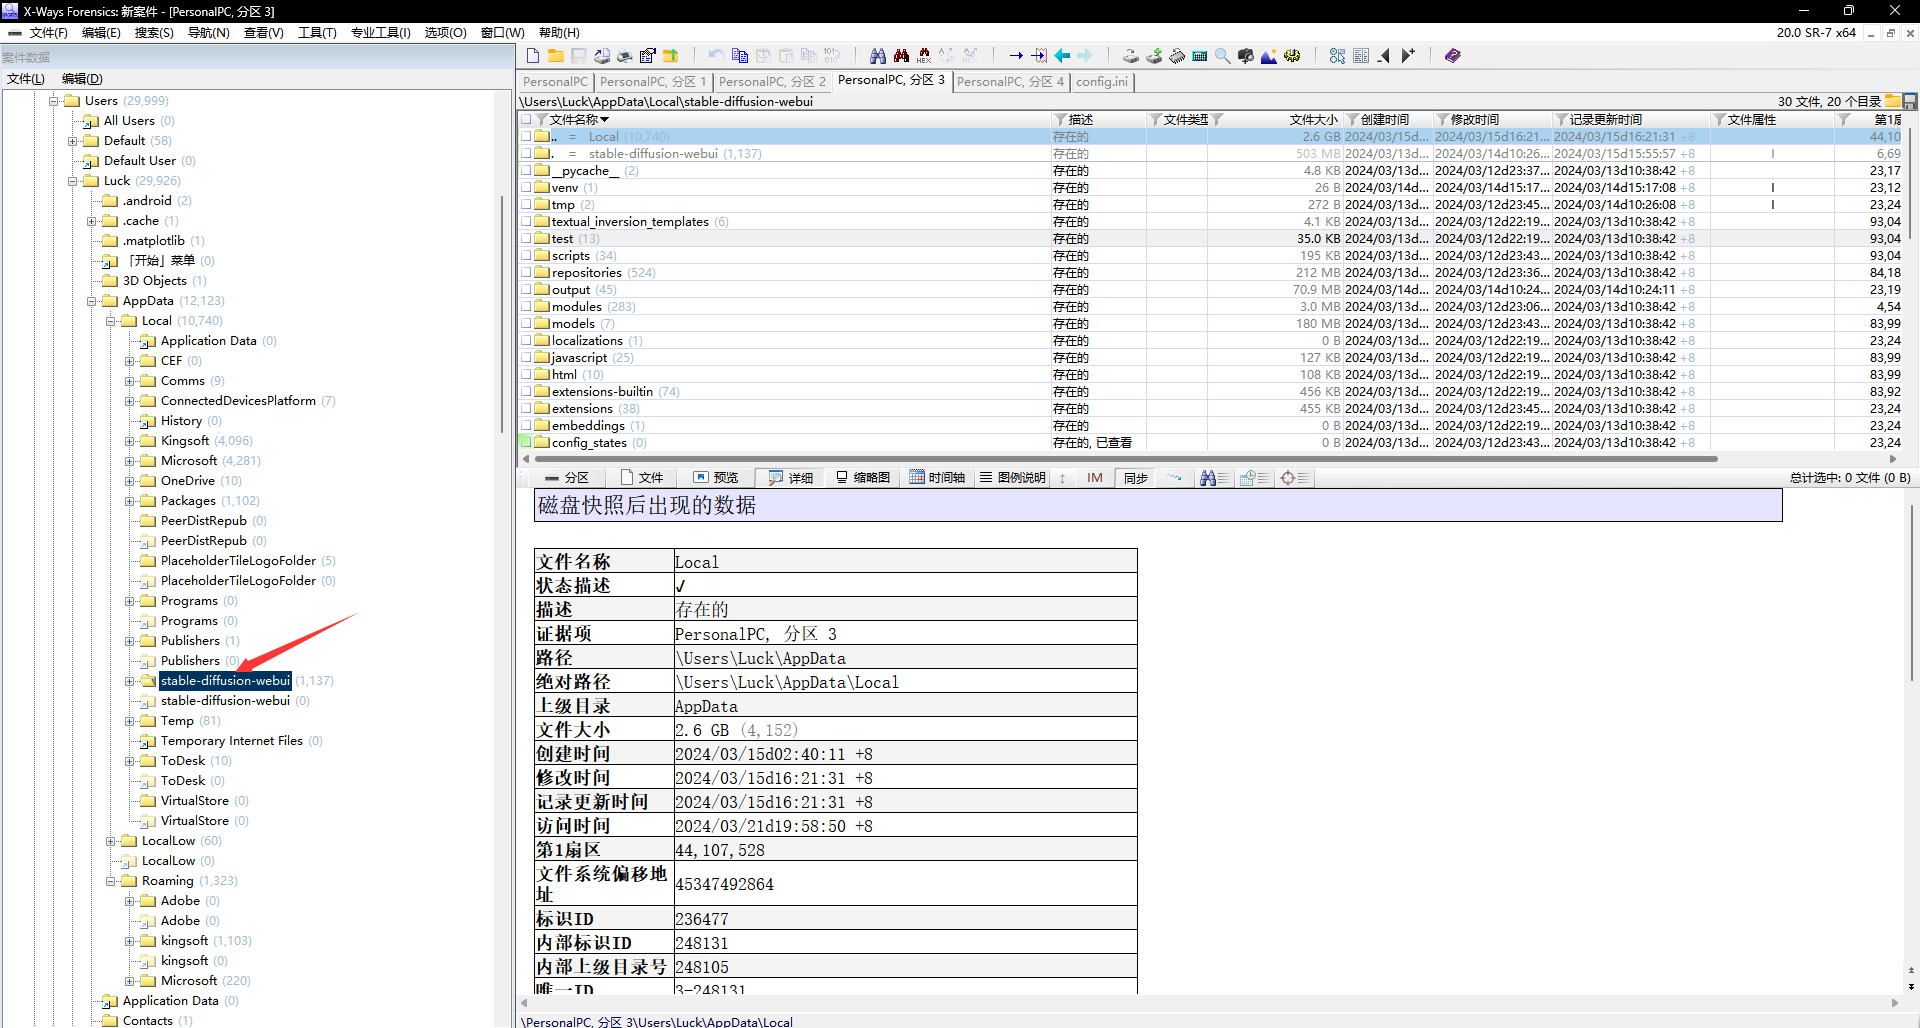 X-Ways Forensics: 新案件 - [PersonalPC, 分区 3]
文件(F) 编辑(E) 搜索(S) 导航(N) 查看(V) 工具(T) 专业工具(I) 选项(O) 窗口(W) 帮助(H) 20.0 SR-7 x64
案件数据
文件(L) 编辑(D)
Users (29,999)
All Users (0)
Default (58)
Default User (0)
Luck (29,926)
.android (2)
.cache (1)
.matplotlib (1)
「开始」菜单 (0)
3D Objects (1)
AppData (12,123)
Local (10,740)
Application Data (0)
CEF (0)
Comms (9)
ConnectedDevicesPlatform (7)
History (0)
Kingsoft (4,096)
Microsoft (4,281)
OneDrive (10)
Packages (1,102)
PeerDistRepub (0)
PeerDistRepub (0)
PlaceholderTileLogoFolder (5)
PlaceholderTileLogoFolder (0)
Programs (0)
Programs (0)
Publishers (1)
Publishers (0)
stable-diffusion-webui (1,137)
stable-diffusion-webui (0)
Temp (81)
Temporary Internet Files (0)
ToDesk (10)
ToDesk (0)
VirtualStore (0)
VirtualStore (0)
LocalLow (60)
LocalLow (0)
Roaming (1,323)
Adobe (0)
Adobe (0)
kingsoft (1,103)
kingsoft (0)
Microsoft (220)
Application Data (0)
Contacts (1)
PersonalPC PersonalPC, 分区 1 PersonalPC, 分区 2 PersonalPC, 分区 3 PersonalPC, 分区 4 config.ini
\Users\Luck\AppData\Local\stable-diffusion-webui 30 文件, 20 个目录
文件名称 描述 文件类型 文件大小 创建时间 修改时间 记录更新时间 文件属性 第1扇
.. = Local (10,740) 存在的 2.6 GB 2024/03/15d... 2024/03/15d16:21... 2024/03/15d16:21:31 +8 44,10
. = stable-diffusion-webui (1,137) 存在的 503 MB 2024/03/13d... 2024/03/14d10:26... 2024/03/15d15:55:57 +8 I 6,69
__pycache__ (2) 存在的 4.8 KB 2024/03/13d... 2024/03/12d23:37... 2024/03/13d10:38:42 +8 23,17
venv (1) 存在的 26 B 2024/03/14d... 2024/03/14d15:17... 2024/03/14d15:17:08 +8 I 23,12
tmp (2) 存在的 272 B 2024/03/13d... 2024/03/12d23:45... 2024/03/14d10:26:08 +8 I 23,24
textual_inversion_templates (6) 存在的 4.1 KB 2024/03/13d... 2024/03/12d22:19... 2024/03/13d10:38:42 +8 93,04
test (13) 存在的 35.0 KB 2024/03/13d... 2024/03/12d22:19... 2024/03/13d10:38:42 +8 93,04
scripts (34) 存在的 195 KB 2024/03/13d... 2024/03/12d23:43... 2024/03/13d10:38:42 +8 93,04
repositories (524) 存在的 212 MB 2024/03/13d... 2024/03/12d23:36... 2024/03/13d10:38:42 +8 84,18
output (45) 存在的 70.9 MB 2024/03/13d... 2024/03/14d10:24... 2024/03/14d10:24:11 +8 23,19
modules (283) 存在的 3.0 MB 2024/03/13d... 2024/03/12d23:06... 2024/03/13d10:38:42 +8 4,54
models (7) 存在的 180 MB 2024/03/13d... 2024/03/12d23:43... 2024/03/13d10:38:42 +8 83,99
localizations (1) 存在的 0 B 2024/03/13d... 2024/03/12d22:19... 2024/03/13d10:38:42 +8 23,24
javascript (25) 存在的 127 KB 2024/03/13d... 2024/03/12d22:19... 2024/03/13d10:38:42 +8 83,99
html (10) 存在的 108 KB 2024/03/13d... 2024/03/12d22:19... 2024/03/13d10:38:42 +8 83,99
extensions-builtin (74) 存在的 456 KB 2024/03/13d... 2024/03/12d22:19... 2024/03/13d10:38:42 +8 83,92
extensions (38) 存在的 455 KB 2024/03/13d... 2024/03/12d23:45... 2024/03/13d10:38:42 +8 23,24
embeddings (1) 存在的 0 B 2024/03/13d... 2024/03/12d22:19... 2024/03/13d10:38:42 +8 23,24
config_states (0) 存在的, 已查看 0 B 2024/03/13d... 2024/03/12d23:43... 2024/03/13d10:38:42 +8 23,24
分区 文件 预览 详细 缩略图 时间轴 图例说明 IM 同步 总计选中: 0 文件 (0 B)
磁盘快照后出现的数据
文件名称 Local
状态描述 ✓
描述 存在的
证据项 PersonalPC, 分区 3
路径 \Users\Luck\AppData
绝对路径 \Users\Luck\AppData\Local
上级目录 AppData
文件大小 2.6 GB (4,152)
创建时间 2024/03/15d02:40:11 +8
修改时间 2024/03/15d16:21:31 +8
记录更新时间 2024/03/15d16:21:31 +8
访问时间 2024/03/21d19:58:50 +8
第1扇区 44,107,528
文件系统偏移地址 45347492864
标识ID 236477
内部标识ID 248131
内部上级目录号 248105
唯一ID 3-248131
\PersonalPC, 分区 3\Users\Luck\AppData\Local